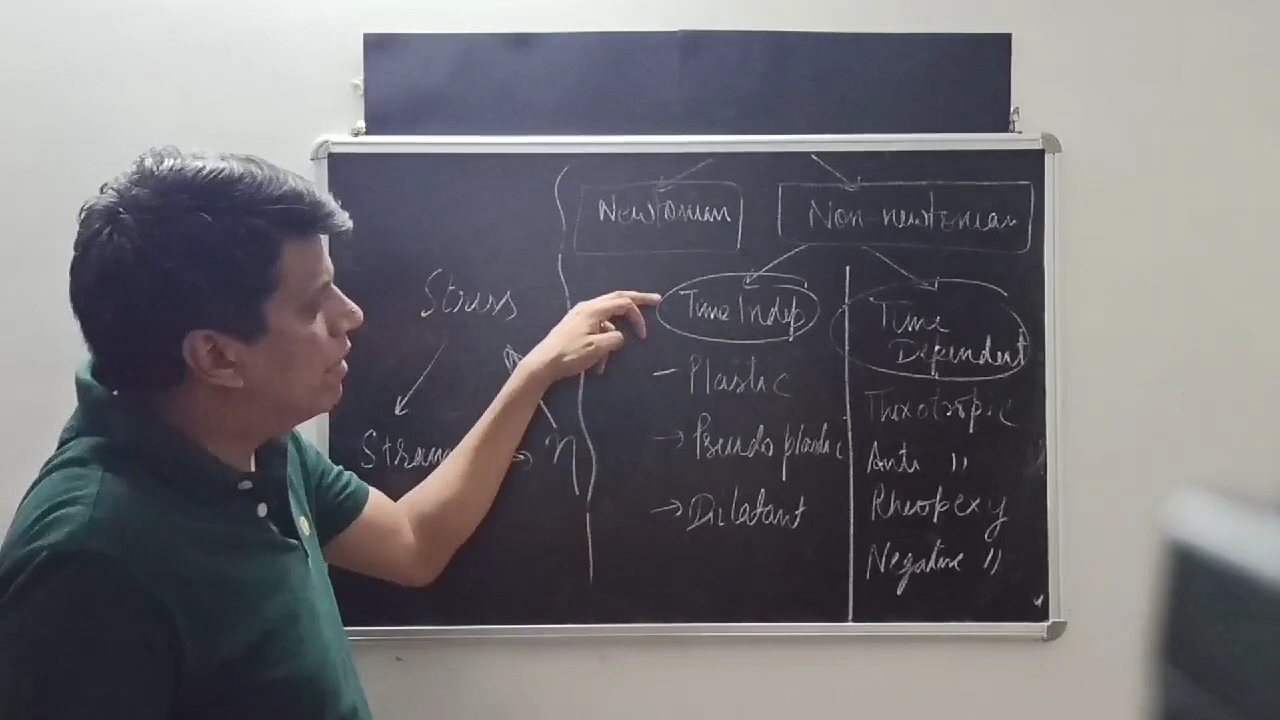 Stress
Strain
η
Newtonian
Non-newtonian
Time Indep
- Plastic
→ Pseudo plastic
→ Dilatant
Time
Dependent
Thixotropic
Anti "
Rheopexy
Negative "